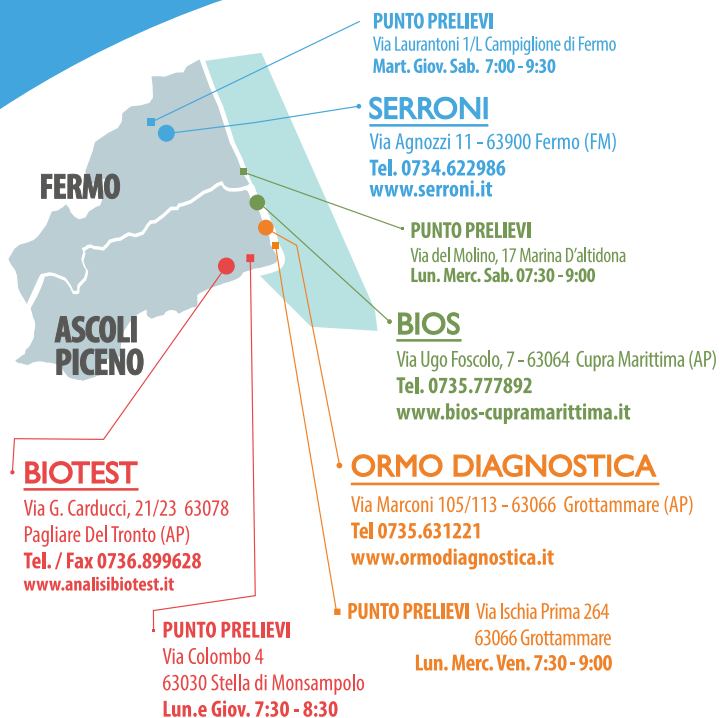 PUNTO PRELIEVI
Via Laurantoni 1/L Campiglione di Fermo
Mart. Giov. Sab. 7:00 - 9:30
SERRONI
Via Agnozzi 11 - 63900 Fermo (FM)
Tel. 0734.622986
www.serroni.it
FERMO
PUNTO PRELIEVI
Via del Molino, 17 Marina D'altidona
Lun. Merc. Sab. 07:30 - 9:00
ASCOLI
PICENO
BIOS
Via Ugo Foscolo, 7 - 63064 Cupra Marittima (AP)
Tel. 0735.777892
www.bios-cupramarittima.it
BIOTEST
Via G. Carducci, 21/23 63078
Pagliare Del Tronto (AP)
Tel. / Fax 0736.899628
www.analisibiotest.it
ORMO DIAGNOSTICA
Via Marconi 105/113 - 63066 Grottammare (AP)
Tel 0735.631221
www.ormodiagnostica.it
PUNTO PRELIEVI Via Ischia Prima 264
63066 Grottammare
Lun. Merc. Ven. 7:30 - 9:00
PUNTO PRELIEVI
Via Colombo 4
63030 Stella di Monsampolo
Lun.e Giov. 7:30 - 8:30